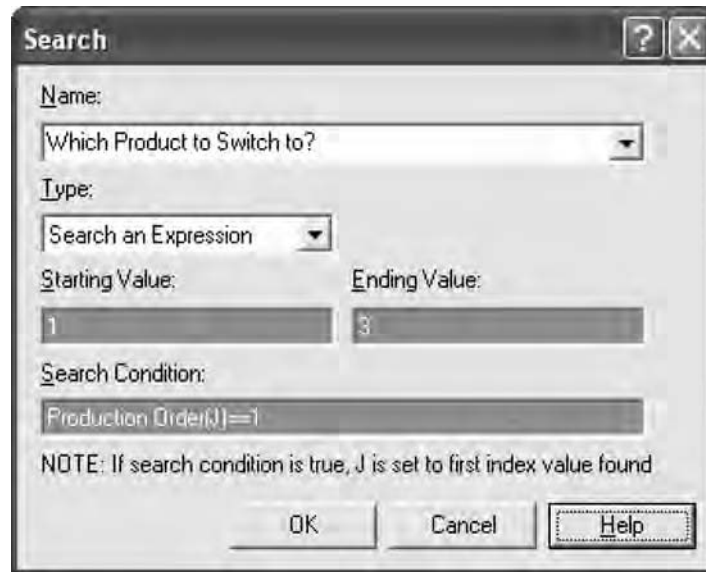 Search
Name:
Which Product to Switch to?
Type:
Search an Expression
Starting Value: Ending Value:
1 3
Search Condition:
Production Order(J)==1
NOTE: If search condition is true, J is set to first index value found
OK Cancel Help